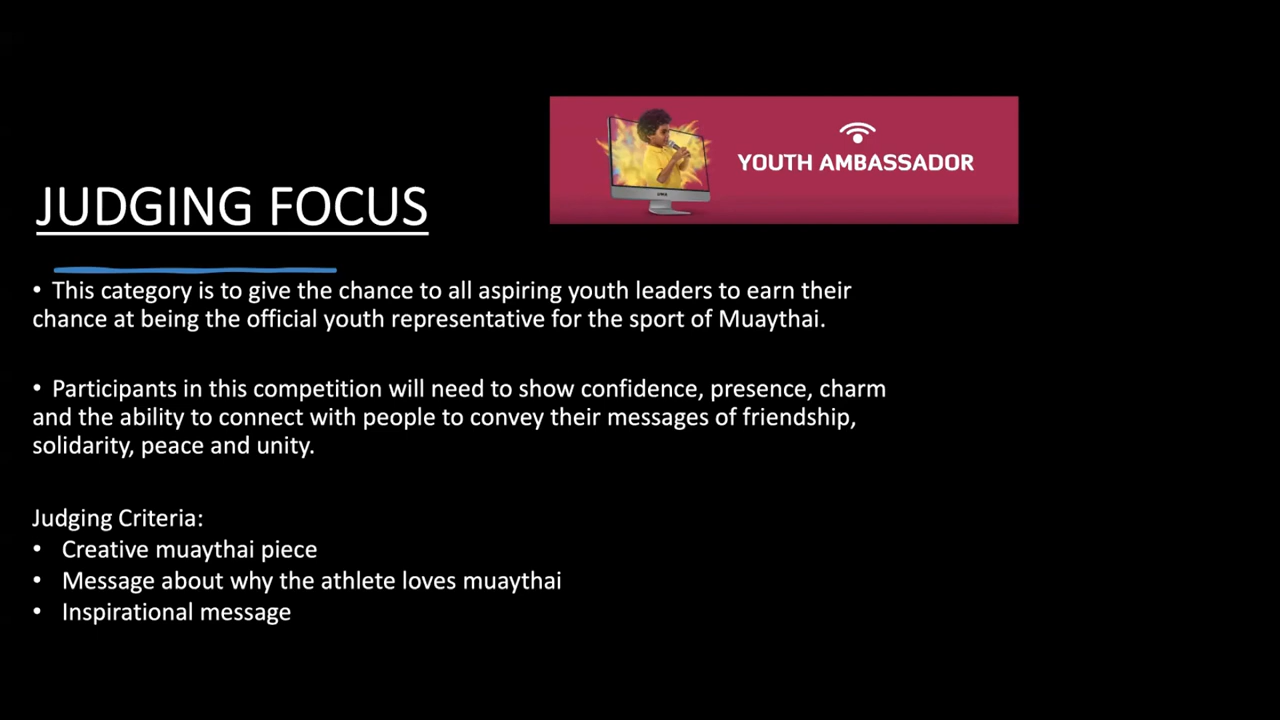 YOUTH AMBASSADOR
JUDGING FOCUS
• This category is to give the chance to all aspiring youth leaders to earn their
chance at being the official youth representative for the sport of Muaythai.
• Participants in this competition will need to show confidence, presence, charm
and the ability to connect with people to convey their messages of friendship,
solidarity, peace and unity.
Judging Criteria:
• Creative muaythai piece
• Message about why the athlete loves muaythai
• Inspirational message